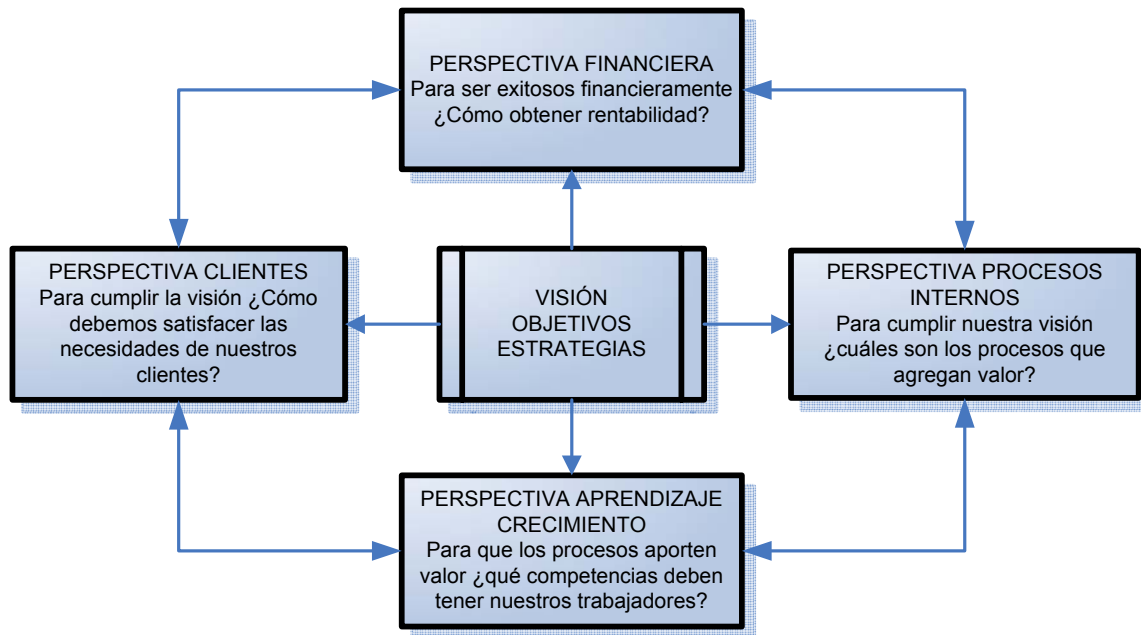 PERSPECTIVA FINANCIERA
Para ser exitosos financieramente
¿Cómo obtener rentabilidad?
PERSPECTIVA CLIENTES
Para cumplir la visión ¿Cómo
debemos satisfacer las
necesidades de nuestros
clientes?
VISIÓN
OBJETIVOS
ESTRATEGIAS
PERSPECTIVA PROCESOS
INTERNOS
Para cumplir nuestra visión
¿cuáles son los procesos que
agregan valor?
PERSPECTIVA APRENDIZAJE
CRECIMIENTO
Para que los procesos aporten
valor ¿qué competencias deben
tener nuestros trabajadores?